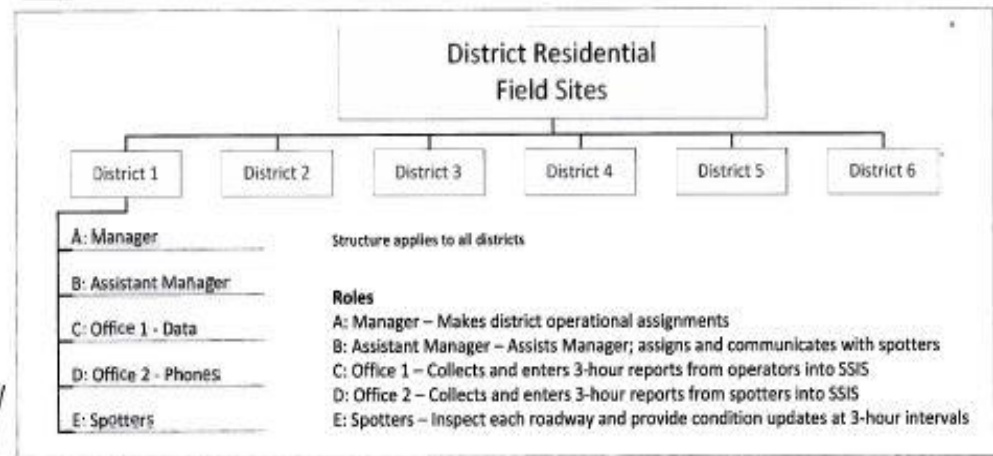 District Residential
Field Sites
District 1
District 2
District 3
District 4
District 5
District 6
A: Manager
B: Assistant Manager
C: Office 1 - Data
D: Office 2 - Phones
E: Spotters
Structure applies to all districts
Roles
A: Manager – Makes district operational assignments
B: Assistant Manager – Assists Manager; assigns and communicates with spotters
C: Office 1 – Collects and enters 3-hour reports from operators into SSIS
D: Office 2 – Collects and enters 3-hour reports from spotters into SSIS
E: Spotters – Inspect each roadway and provide condition updates at 3-hour intervals